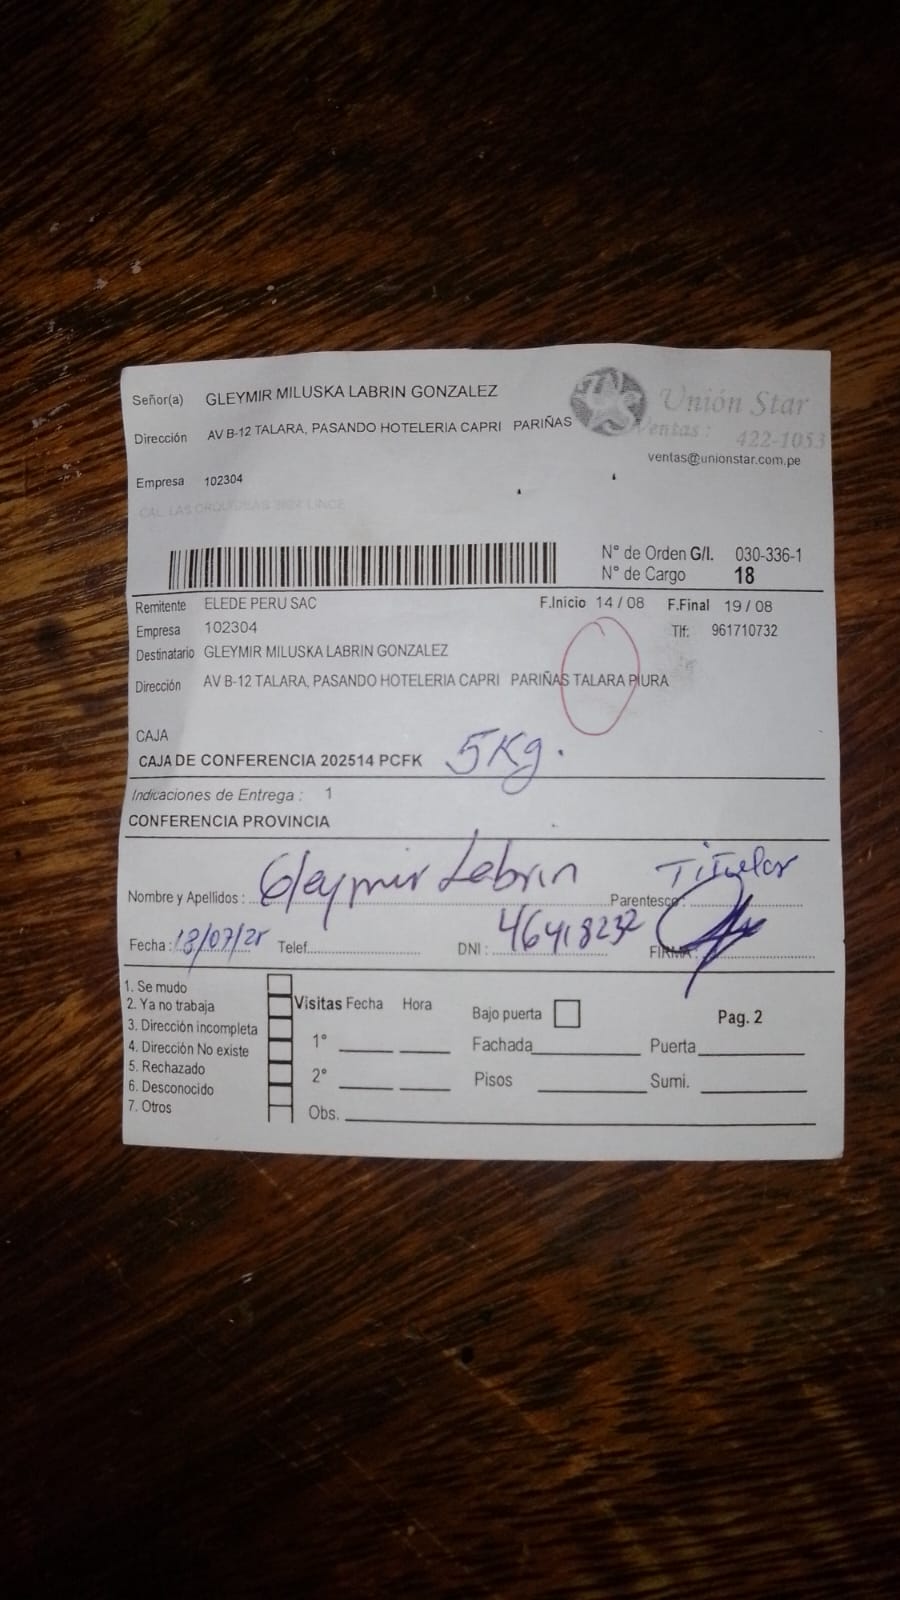 Señor(a) GLEYMIR MILUSKA LABRIN GONZALEZ
Unión Star
Dirección AV B-12 TALARA, PASANDO HOTELERIA CAPRI PARIÑAS
Ventas: 422-1053
ventas@unionstar.com.pe
Empresa 102304
N° de Orden G/I. 030-336-1
N° de Cargo 18
Remitente ELEDE PERU SAC F.Inicio 14 / 08 F.Final 19 / 08
Empresa 102304 Tlf: 961710732
Destinatario GLEYMIR MILUSKA LABRIN GONZALEZ
Dirección AV B-12 TALARA, PASANDO HOTELERIA CAPRI PARIÑAS TALARA PIURA
CAJA
CAJA DE CONFERENCIA 202514 PCFK 5Kg.
Indicaciones de Entrega : 1
CONFERENCIA PROVINCIA
Nombre y Apellidos : Gleymir Labrin Parentesco: Titular
Fecha : 18/07/25 Telef. DNI : 46418232 FIRMA :
1. Se mudo
2. Ya no trabaja
3. Dirección incompleta
4. Dirección No existe
5. Rechazado
6. Desconocido
7. Otros
Visitas Fecha Hora
1°
2°
Obs.
Bajo puerta Pag. 2
Fachada Puerta
Pisos Sumi.